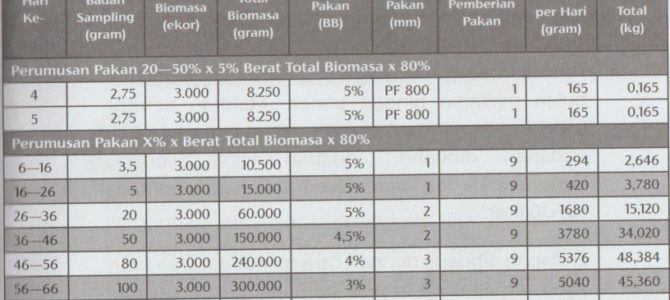 Hari Ke- Badan Sampling (gram) Biomasa (ekor) Total Biomasa (gram) Pakan (BB) Pakan (mm) Pemberian Pakan per Hari (gram) Total (kg)
Perumusan Pakan 20—50% x 5% Berat Total Biomasa x 80%
4 2,75 3.000 8.250 5% PF 800 1 165 0,165
5 2,75 3.000 8.250 5% PF 800 1 165 0,165
Perumusan Pakan X% x Berat Total Biomasa x 80%
6—16 3,5 3.000 10.500 5% 1 9 294 2,646
16—26 5 3.000 15.000 5% 1 9 420 3,780
26—36 20 3.000 60.000 5% 2 9 1680 15,120
36—46 50 3.000 150.000 4,5% 2 9 3780 34,020
46—56 80 3.000 240.000 4% 3 9 5376 48,384
56—66 100 3.000 300.000 3% 3 9 5040 45,360